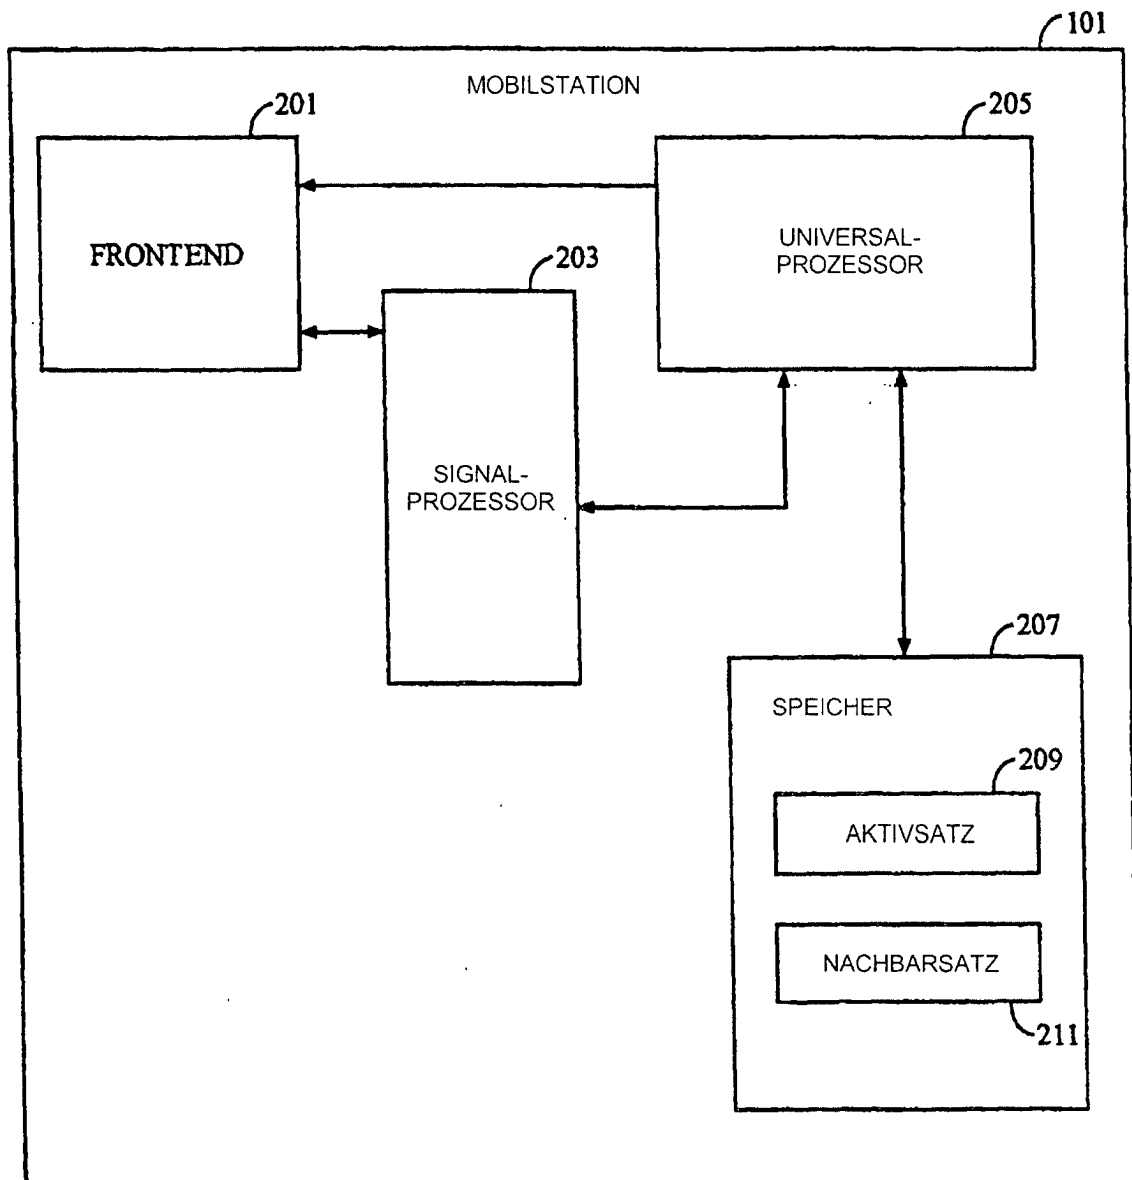 101
MOBILSTATION
201
205
FRONTEND
UNIVERSAL-
PROZESSOR
203
SIGNAL-
PROZESSOR
207
SPEICHER
209
AKTIVSATZ
NACHBARSATZ
211